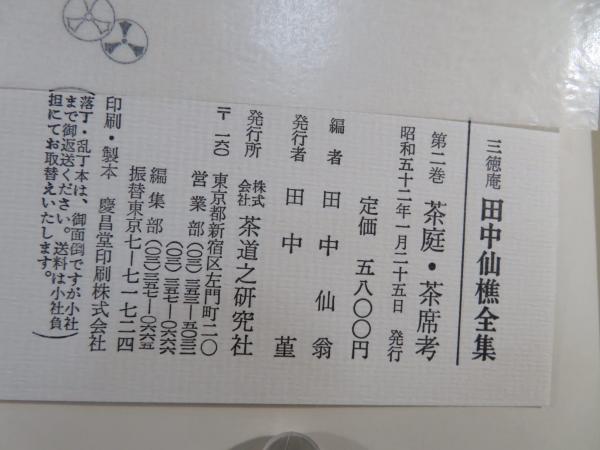 三徳庵 田中仙樵全集
第二巻 茶庭・茶席考
昭和五十二年一月二十五日 発行
定価 五八〇〇円
編者 田中仙翁
発行者 田中菫
発行所 株式会社 茶道之研究社
〒一六〇 東京都新宿区左門町二〇
営業部(〇三)三五三―五〇三二
(〇三)三五七―〇六六六
編集部(〇三)三五七―〇六六五
振替東京七―七一七二四
印刷・製本 慶昌堂印刷株式会社
(落丁・乱丁本は、御面倒ですが小社
まで御返送ください。送料は小社負
担にてお取替えいたします。)